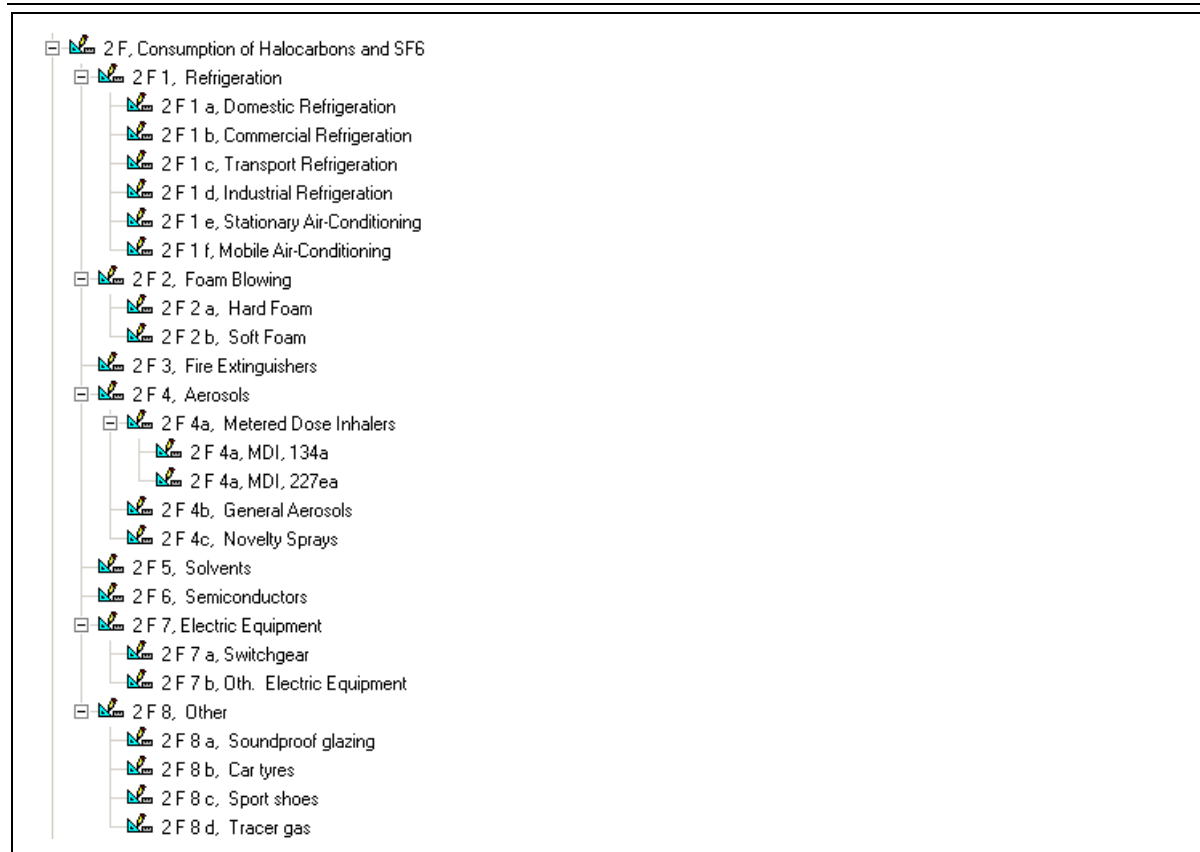 2 F, Consumption of Halocarbons and SF6
2 F 1, Refrigeration
2 F 1 a, Domestic Refrigeration
2 F 1 b, Commercial Refrigeration
2 F 1 c, Transport Refrigeration
2 F 1 d, Industrial Refrigeration
2 F 1 e, Stationary Air-Conditioning
2 F 1 f, Mobile Air-Conditioning
2 F 2, Foam Blowing
2 F 2 a, Hard Foam
2 F 2 b, Soft Foam
2 F 3, Fire Extinguishers
2 F 4, Aerosols
2 F 4a, Metered Dose Inhalers
2 F 4a, MDI, 134a
2 F 4a, MDI, 227ea
2 F 4b, General Aerosols
2 F 4c, Novelty Sprays
2 F 5, Solvents
2 F 6, Semiconductors
2 F 7, Electric Equipment
2 F 7 a, Switchgear
2 F 7 b, Oth. Electric Equipment
2 F 8, Other
2 F 8 a, Soundproof glazing
2 F 8 b, Car tyres
2 F 8 c, Sport shoes
2 F 8 d, Tracer gas